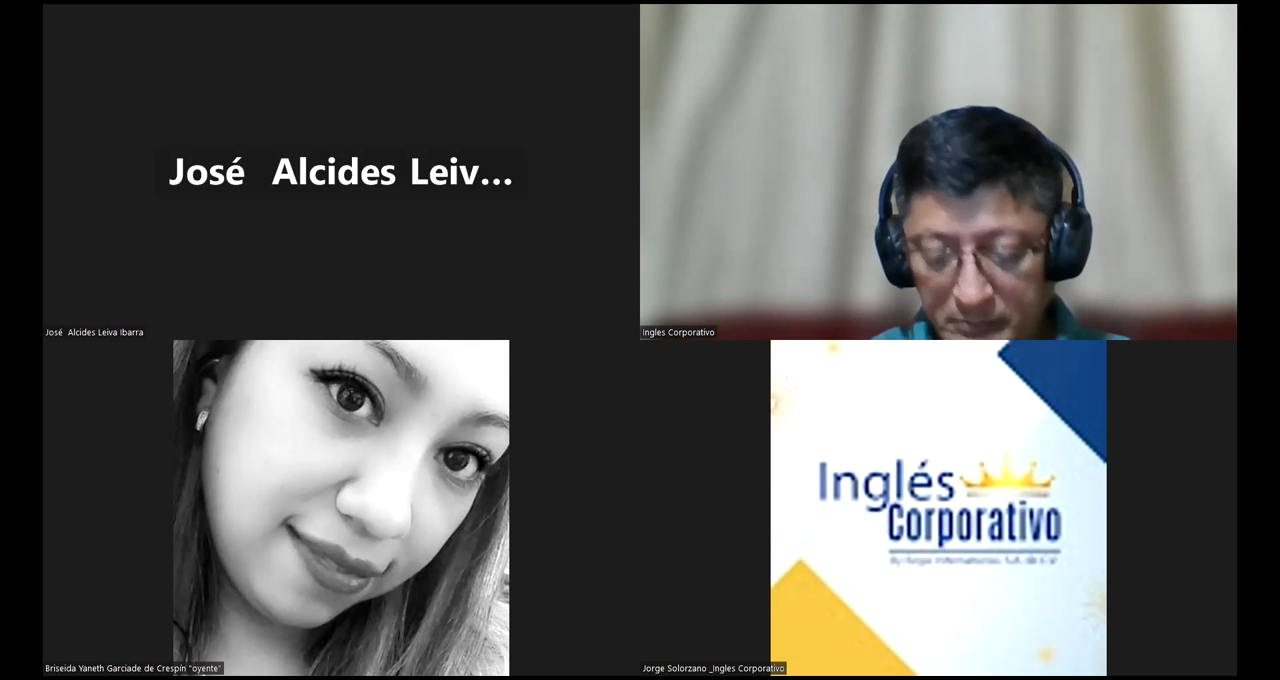 José Alcides Leiv...
José Alcides Leiva Ibarra
Ingles Corporativo
Inglés
Corporativo
Briseida Yaneth Garciade de Crespín "oyente"
Jorge Solorzano _Ingles Corporativo